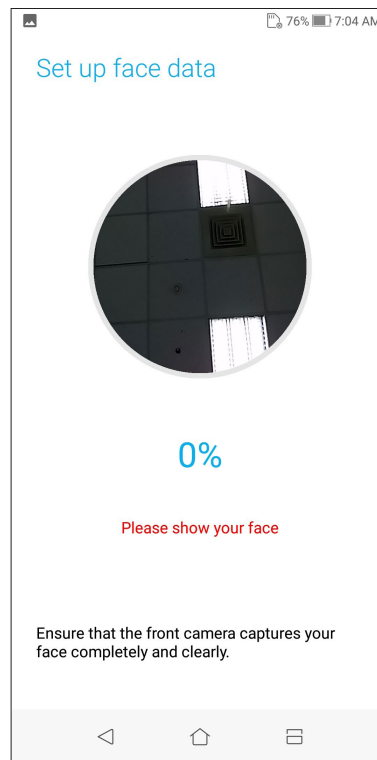 76% 7:04 AM
Set up face data
0%
Please show your face
Ensure that the front camera captures your
face completely and clearly.